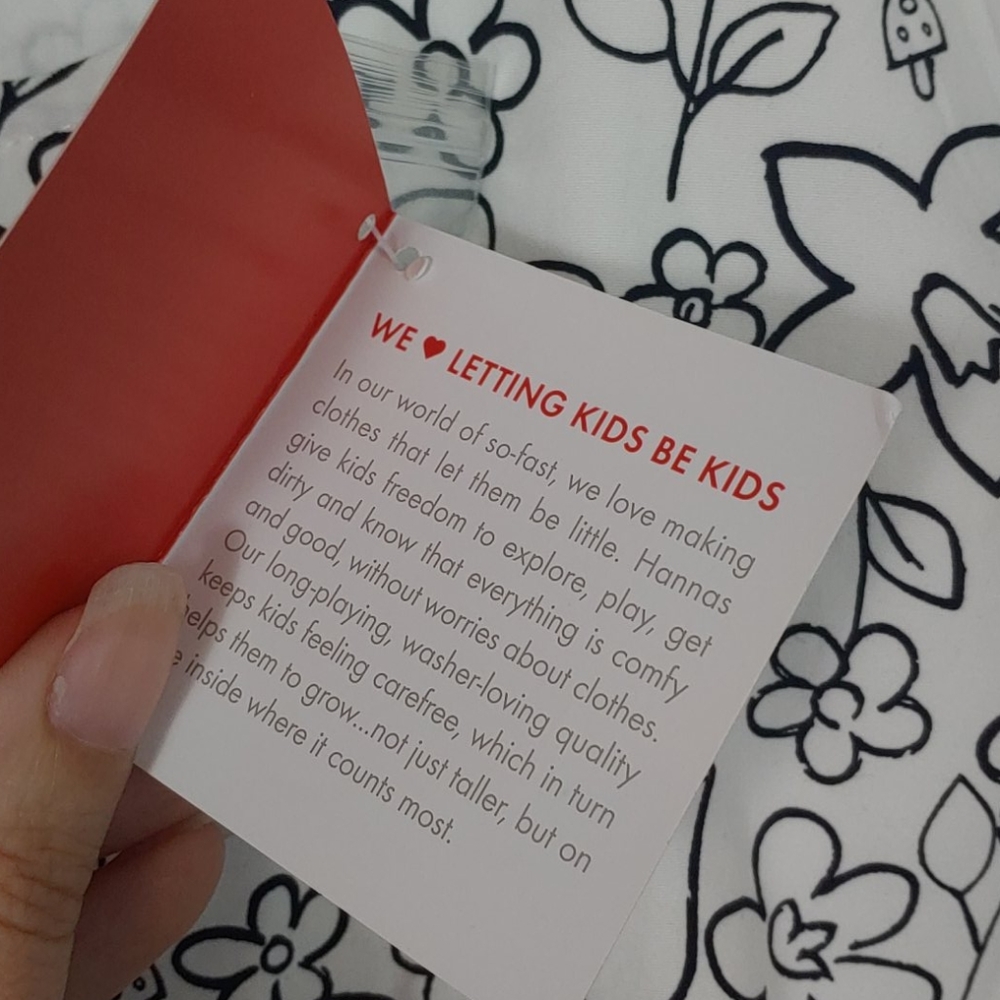 WE ♥ LETTING KIDS BE KIDS
In our world of so-fast, we love making
clothes that let them be little. Hannas
give kids freedom to explore, play, get
dirty and know that everything is comfy
and good, without worries about clothes.
Our long-playing, washer-loving quality
keeps kids feeling carefree, which in turn
helps them to grow...not just taller, but on
inside where it counts most.